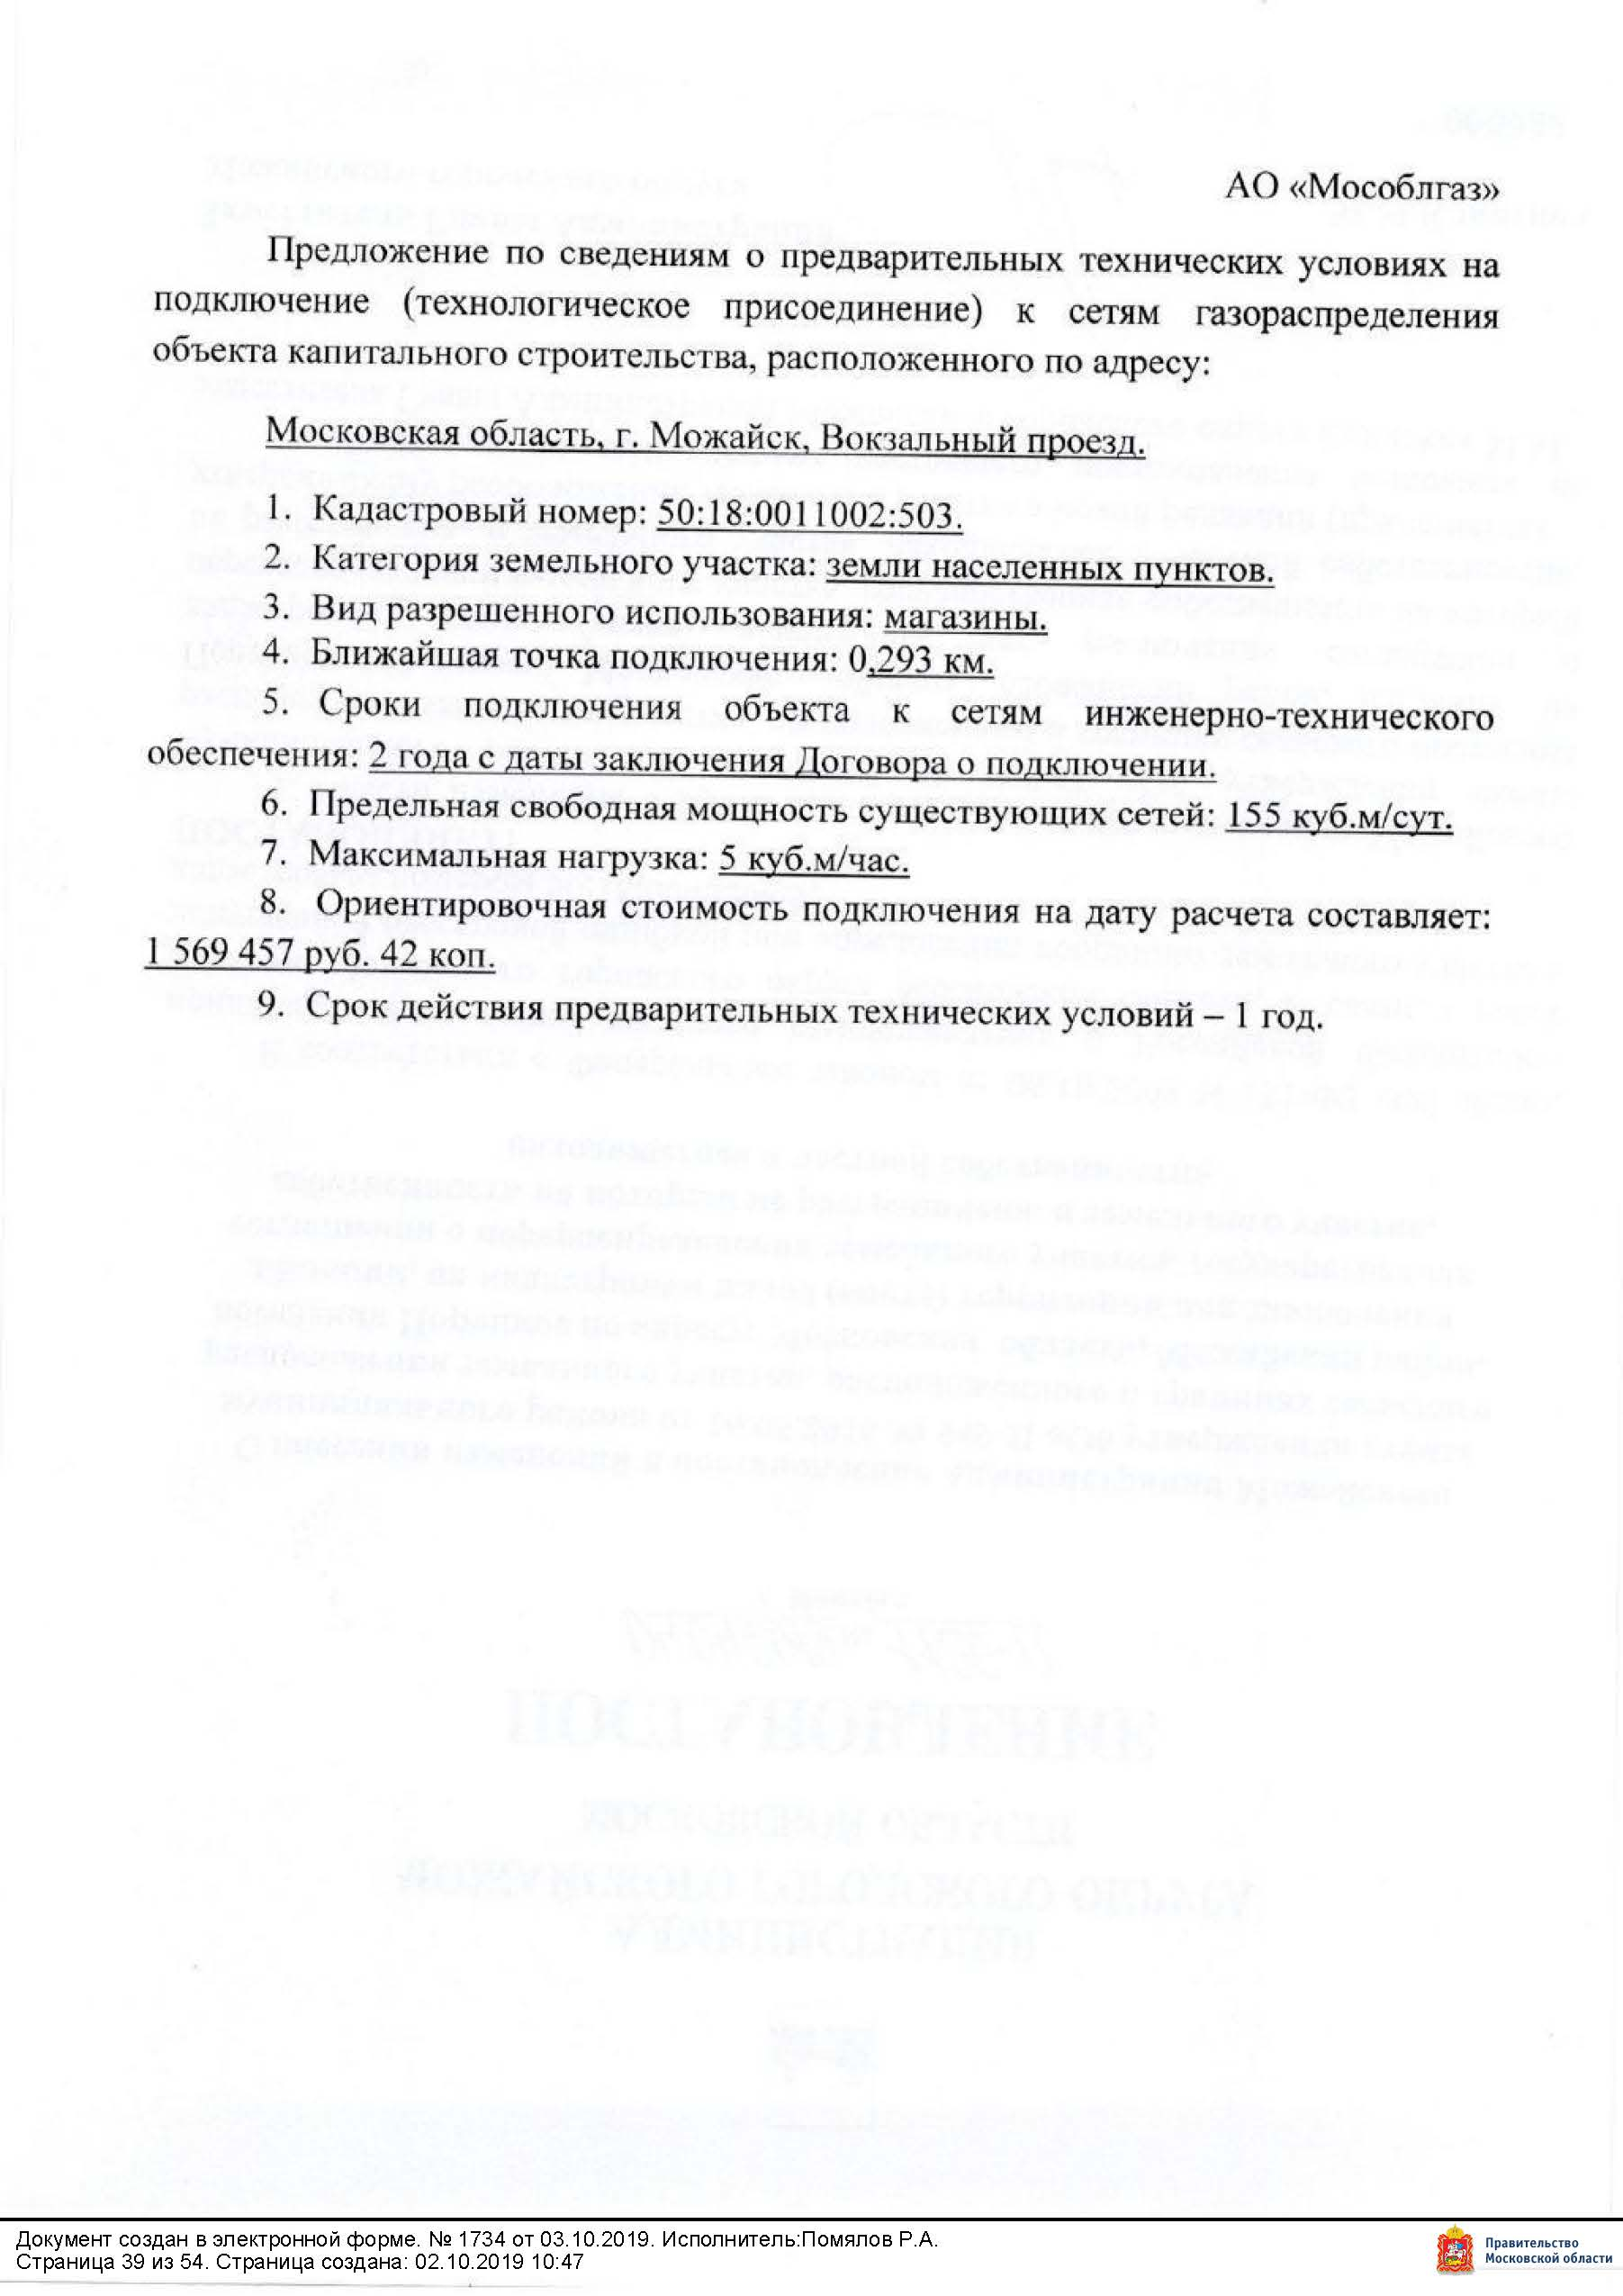 АО «Мособлгаз»
Предложение по сведениям о предварительных технических условиях на
подключение (технологическое присоединение) к сетям газораспределения
объекта капитального строительства, расположенного по адресу:
Московская область, г. Можайск, Вокзальный проезд.
1. Кадастровый номер: 50:18:0011002:503.
2. Категория земельного участка: земли населенных пунктов.
3. Вид разрешенного использования: магазины.
4. Ближайшая точка подключения: 0,293 км.
5. Сроки подключения объекта к сетям инженерно-технического
обеспечения: 2 года с даты заключения Договора о подключении.
6. Предельная свободная мощность существующих сетей: 155 куб.м/сут.
7. Максимальная нагрузка: 5 куб.м/час.
8. Ориентировочная стоимость подключения на дату расчета составляет:
1 569 457 руб. 42 коп.
9. Срок действия предварительных технических условий – 1 год.
Документ создан в электронной форме. № 1734 от 03.10.2019. Исполнитель:Помялов Р.А.
Страница 39 из 54. Страница создана: 02.10.2019 10:47
Правительство
Московской области